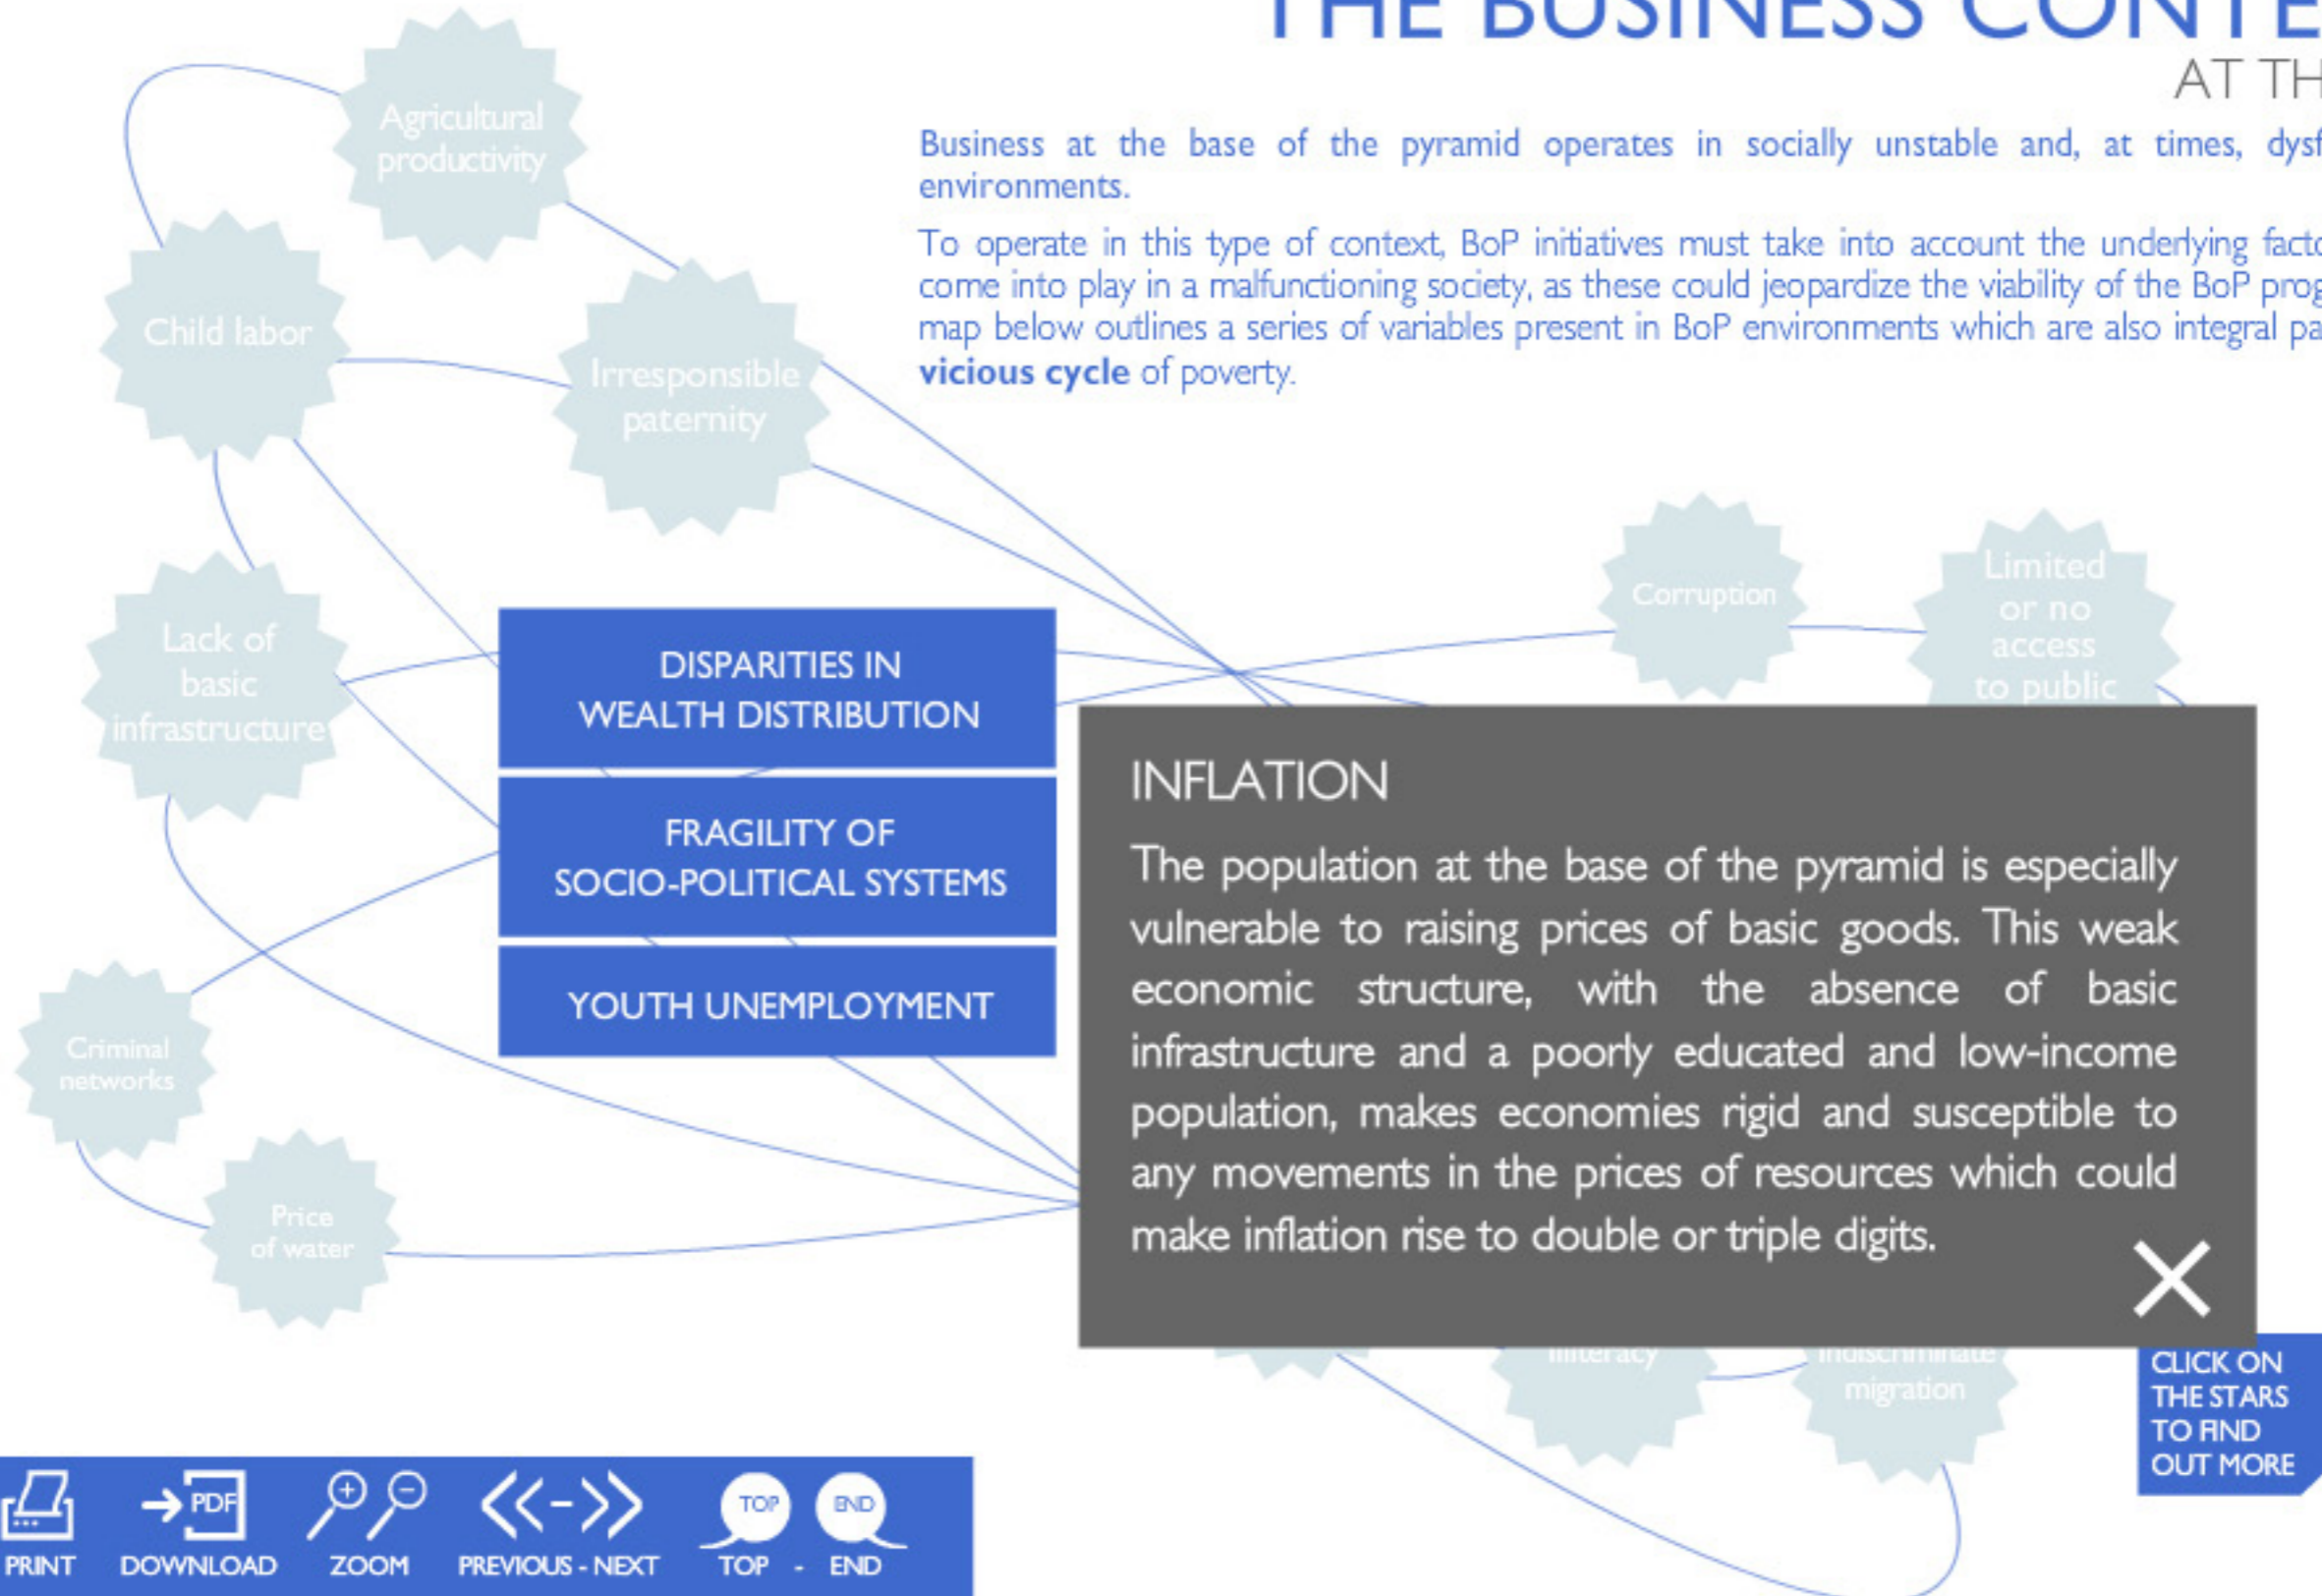 THE BUSINESS CONTE
AT TH
Business at the base of the pyramid operates in socially unstable and, at times, dysf
environments.
To operate in this type of context, BoP initiatives must take into account the underlying facto
come into play in a malfunctioning society, as these could jeopardize the viability of the BoP prog
map below outlines a series of variables present in BoP environments which are also integral pa
vicious cycle of poverty.
Agricultural
productivity
Child labor
Irresponsible
paternity
Lack of
basic
infrastructure
Corruption
Limited
or no
access
to public
DISPARITIES IN
WEALTH DISTRIBUTION
FRAGILITY OF
SOCIO-POLITICAL SYSTEMS
YOUTH UNEMPLOYMENT
INFLATION
The population at the base of the pyramid is especially
vulnerable to raising prices of basic goods. This weak
economic structure, with the absence of basic
infrastructure and a poorly educated and low-income
population, makes economies rigid and susceptible to
any movements in the prices of resources which could
make inflation rise to double or triple digits.
Criminal
networks
Price
of water
Illiteracy
Indiscriminate
migration
CLICK ON
THE STARS
TO FIND
OUT MORE
PDF
TOP
END
PRINT
DOWNLOAD
ZOOM
PREVIOUS - NEXT
TOP - END